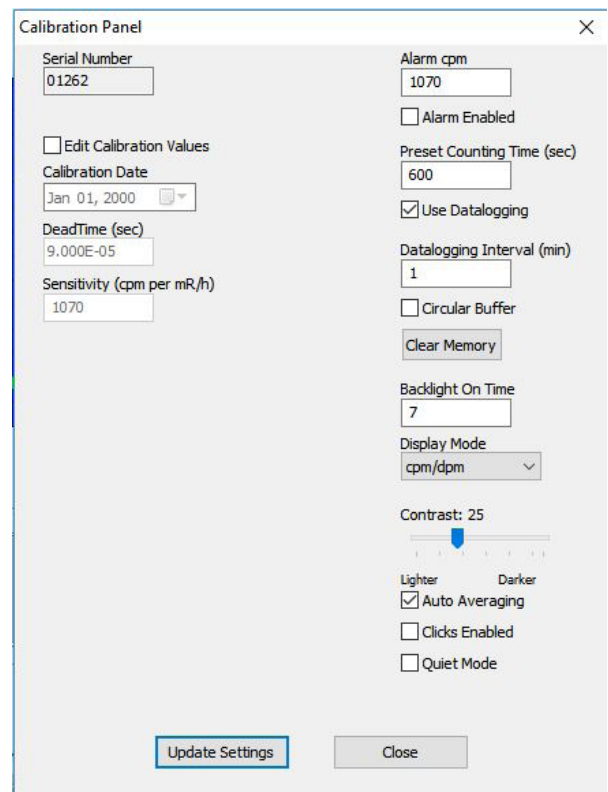 Calibration Panel
Serial Number
01262
Edit Calibration Values
Calibration Date
Jan 01, 2000
DeadTime (sec)
9.000E-05
Sensitivity (cpm per mR/h)
1070
Alarm cpm
1070
Alarm Enabled
Preset Counting Time (sec)
600
Use Datalogging
Datalogging Interval (min)
1
Circular Buffer
Clear Memory
Backlight On Time
7
Display Mode
cpm/dpm
Contrast: 25
Lighter Darker
Auto Averaging
Clicks Enabled
Quiet Mode
Update Settings Close